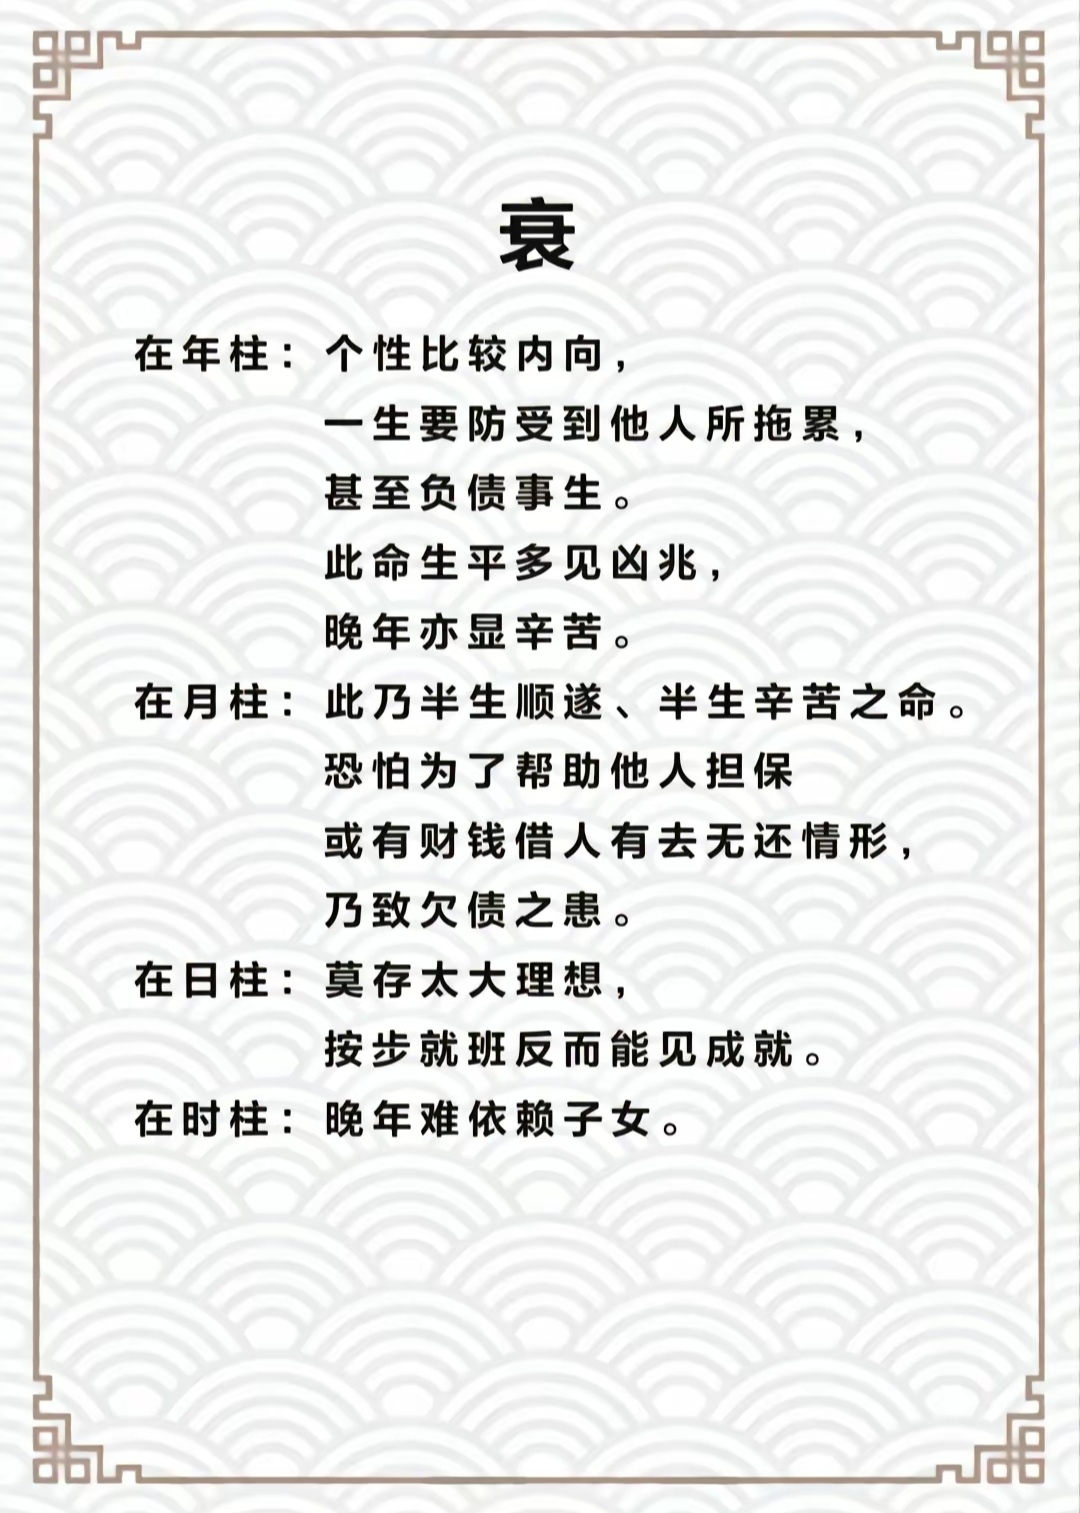 衰
在年柱：个性比较内向，
一生要防受到他人所拖累，
甚至负债事生。
此命生平多见凶兆，
晚年亦显辛苦。
在月柱：此乃半生顺遂、半生辛苦之命。
恐怕为了帮助他人担保
或有财钱借人有去无还情形，
乃致欠债之患。
在日柱：莫存太大理想，
按步就班反而能见成就。
在时柱：晚年难依赖子女。